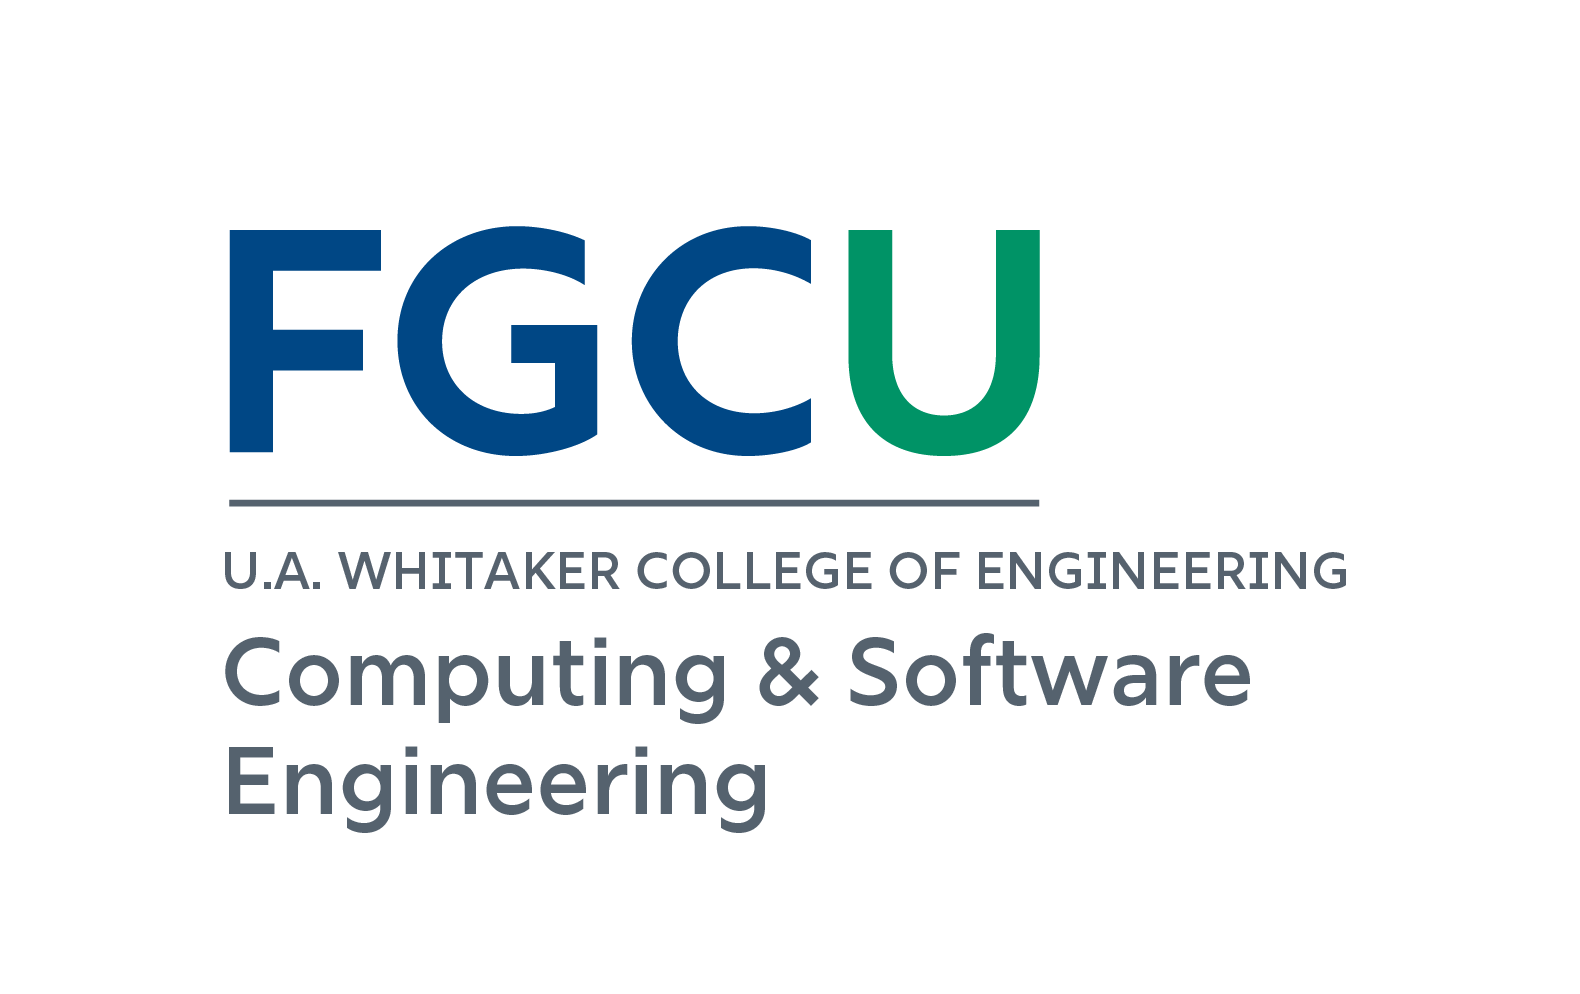 FGCU
U.A. WHITAKER COLLEGE OF ENGINEERING
Computing & Software
Engineering